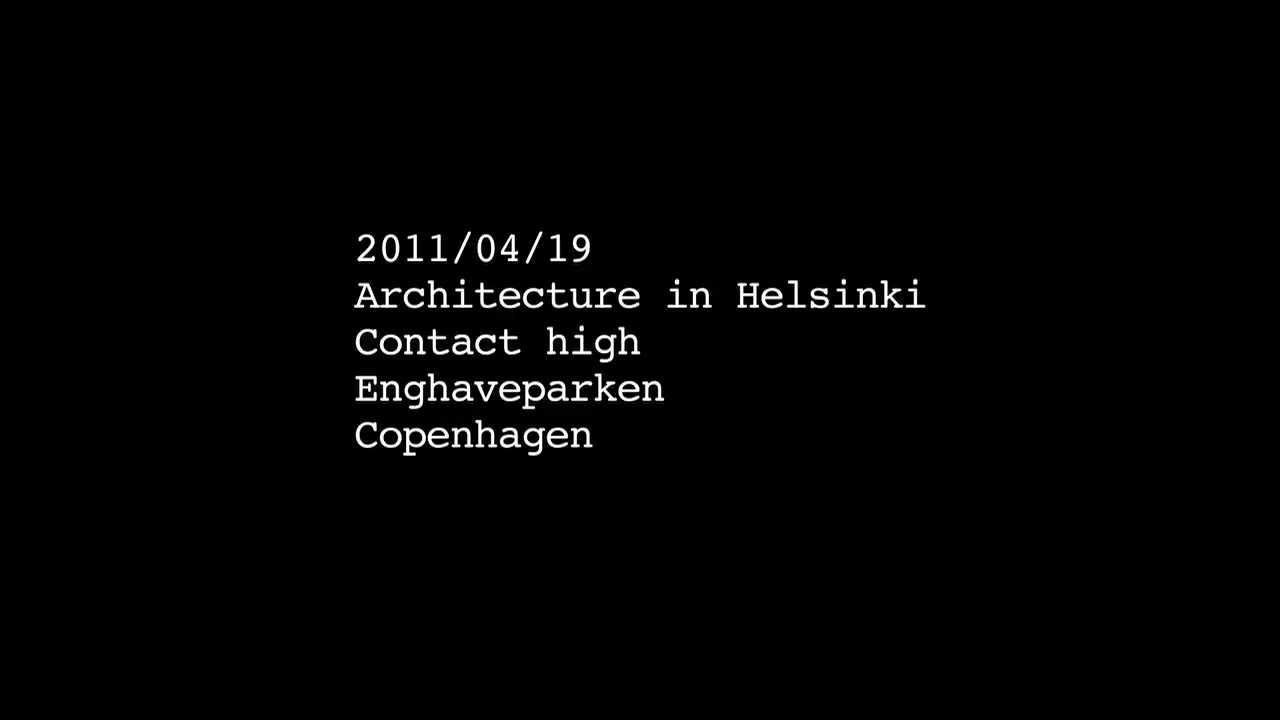 2011/04/19
Architecture in Helsinki
Contact high
Enghaveparken
Copenhagen